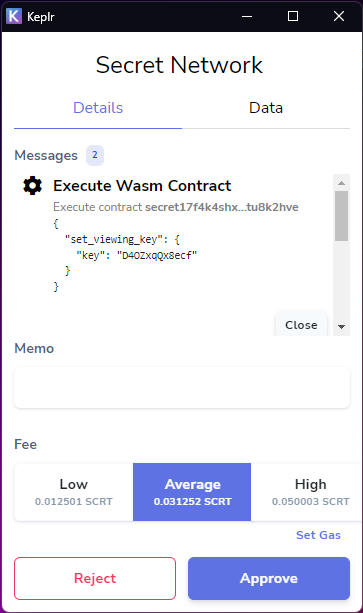 Keplr
Secret Network
Details Data
Messages 2
Execute Wasm Contract
Execute contract secret17f4k4shx...tu8k2hve
{
"set_viewing_key": {
"key": "D4OZxqQx8ecf"
}
}
Close
Memo
Fee
Low Average High
0.012501 SCRT 0.031252 SCRT 0.050003 SCRT
Set Gas
Reject Approve